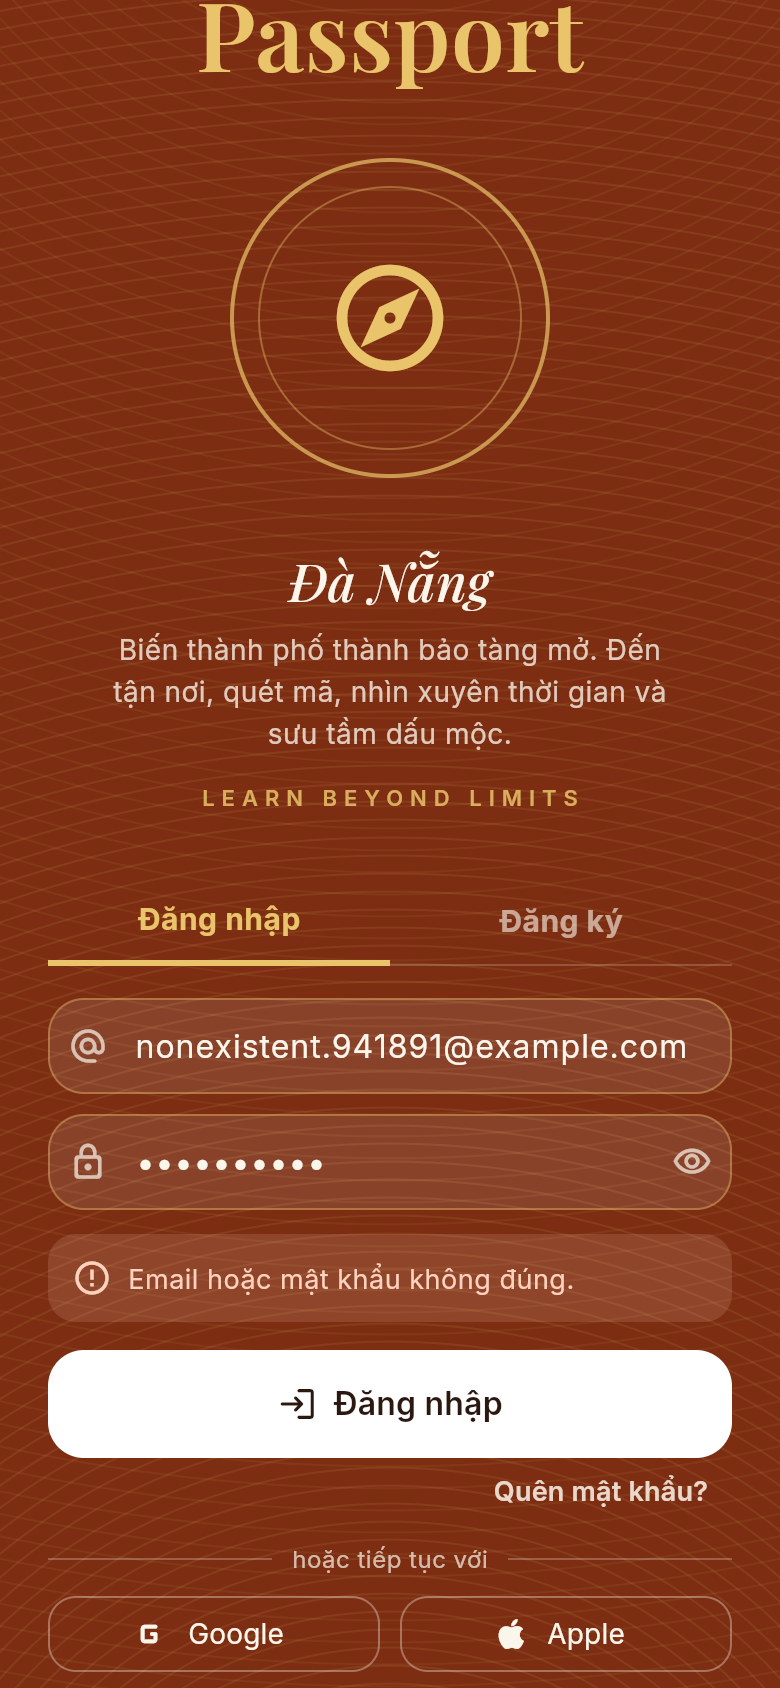 Passport
Đà Nẵng
Biến thành phố thành bảo tàng mở. Đến
tận nơi, quét mã, nhìn xuyên thời gian và
sưu tầm dấu mộc.
LEARN BEYOND LIMITS
Đăng nhập
Đăng ký
nonexistent.941891@example.com
Email hoặc mật khẩu không đúng.
Đăng nhập
Quên mật khẩu?
hoặc tiếp tục với
Google
Apple